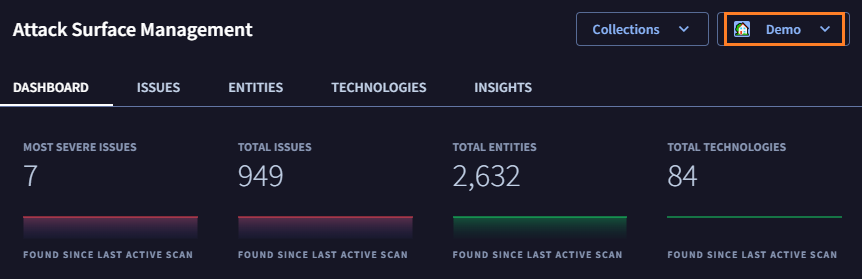 Attack Surface Management
Collections
Demo
DASHBOARD
ISSUES
ENTITIES
TECHNOLOGIES
INSIGHTS
MOST SEVERE ISSUES
7
FOUND SINCE LAST ACTIVE SCAN
TOTAL ISSUES
949
FOUND SINCE LAST ACTIVE SCAN
TOTAL ENTITIES
2,632
FOUND SINCE LAST ACTIVE SCAN
TOTAL TECHNOLOGIES
84
FOUND SINCE LAST ACTIVE SCAN